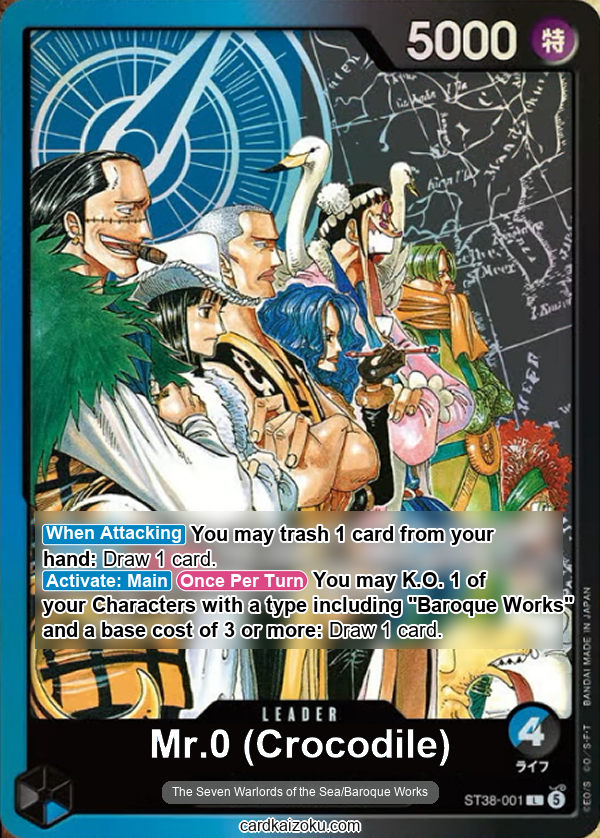 5000 特
When Attacking You may trash 1 card from your
hand: Draw 1 card.
Activate: Main Once Per Turn You may K.O. 1 of
your Characters with a type including "Baroque Works"
and a base cost of 3 or more: Draw 1 card.
LEADER
Mr.0 (Crocodile)
4
ライフ
The Seven Warlords of the Sea/Baroque Works
ST38-001 L 5
cardkaizoku.com
©E.O/S. ©O/S・F・T BANDAI MADE IN JAPAN